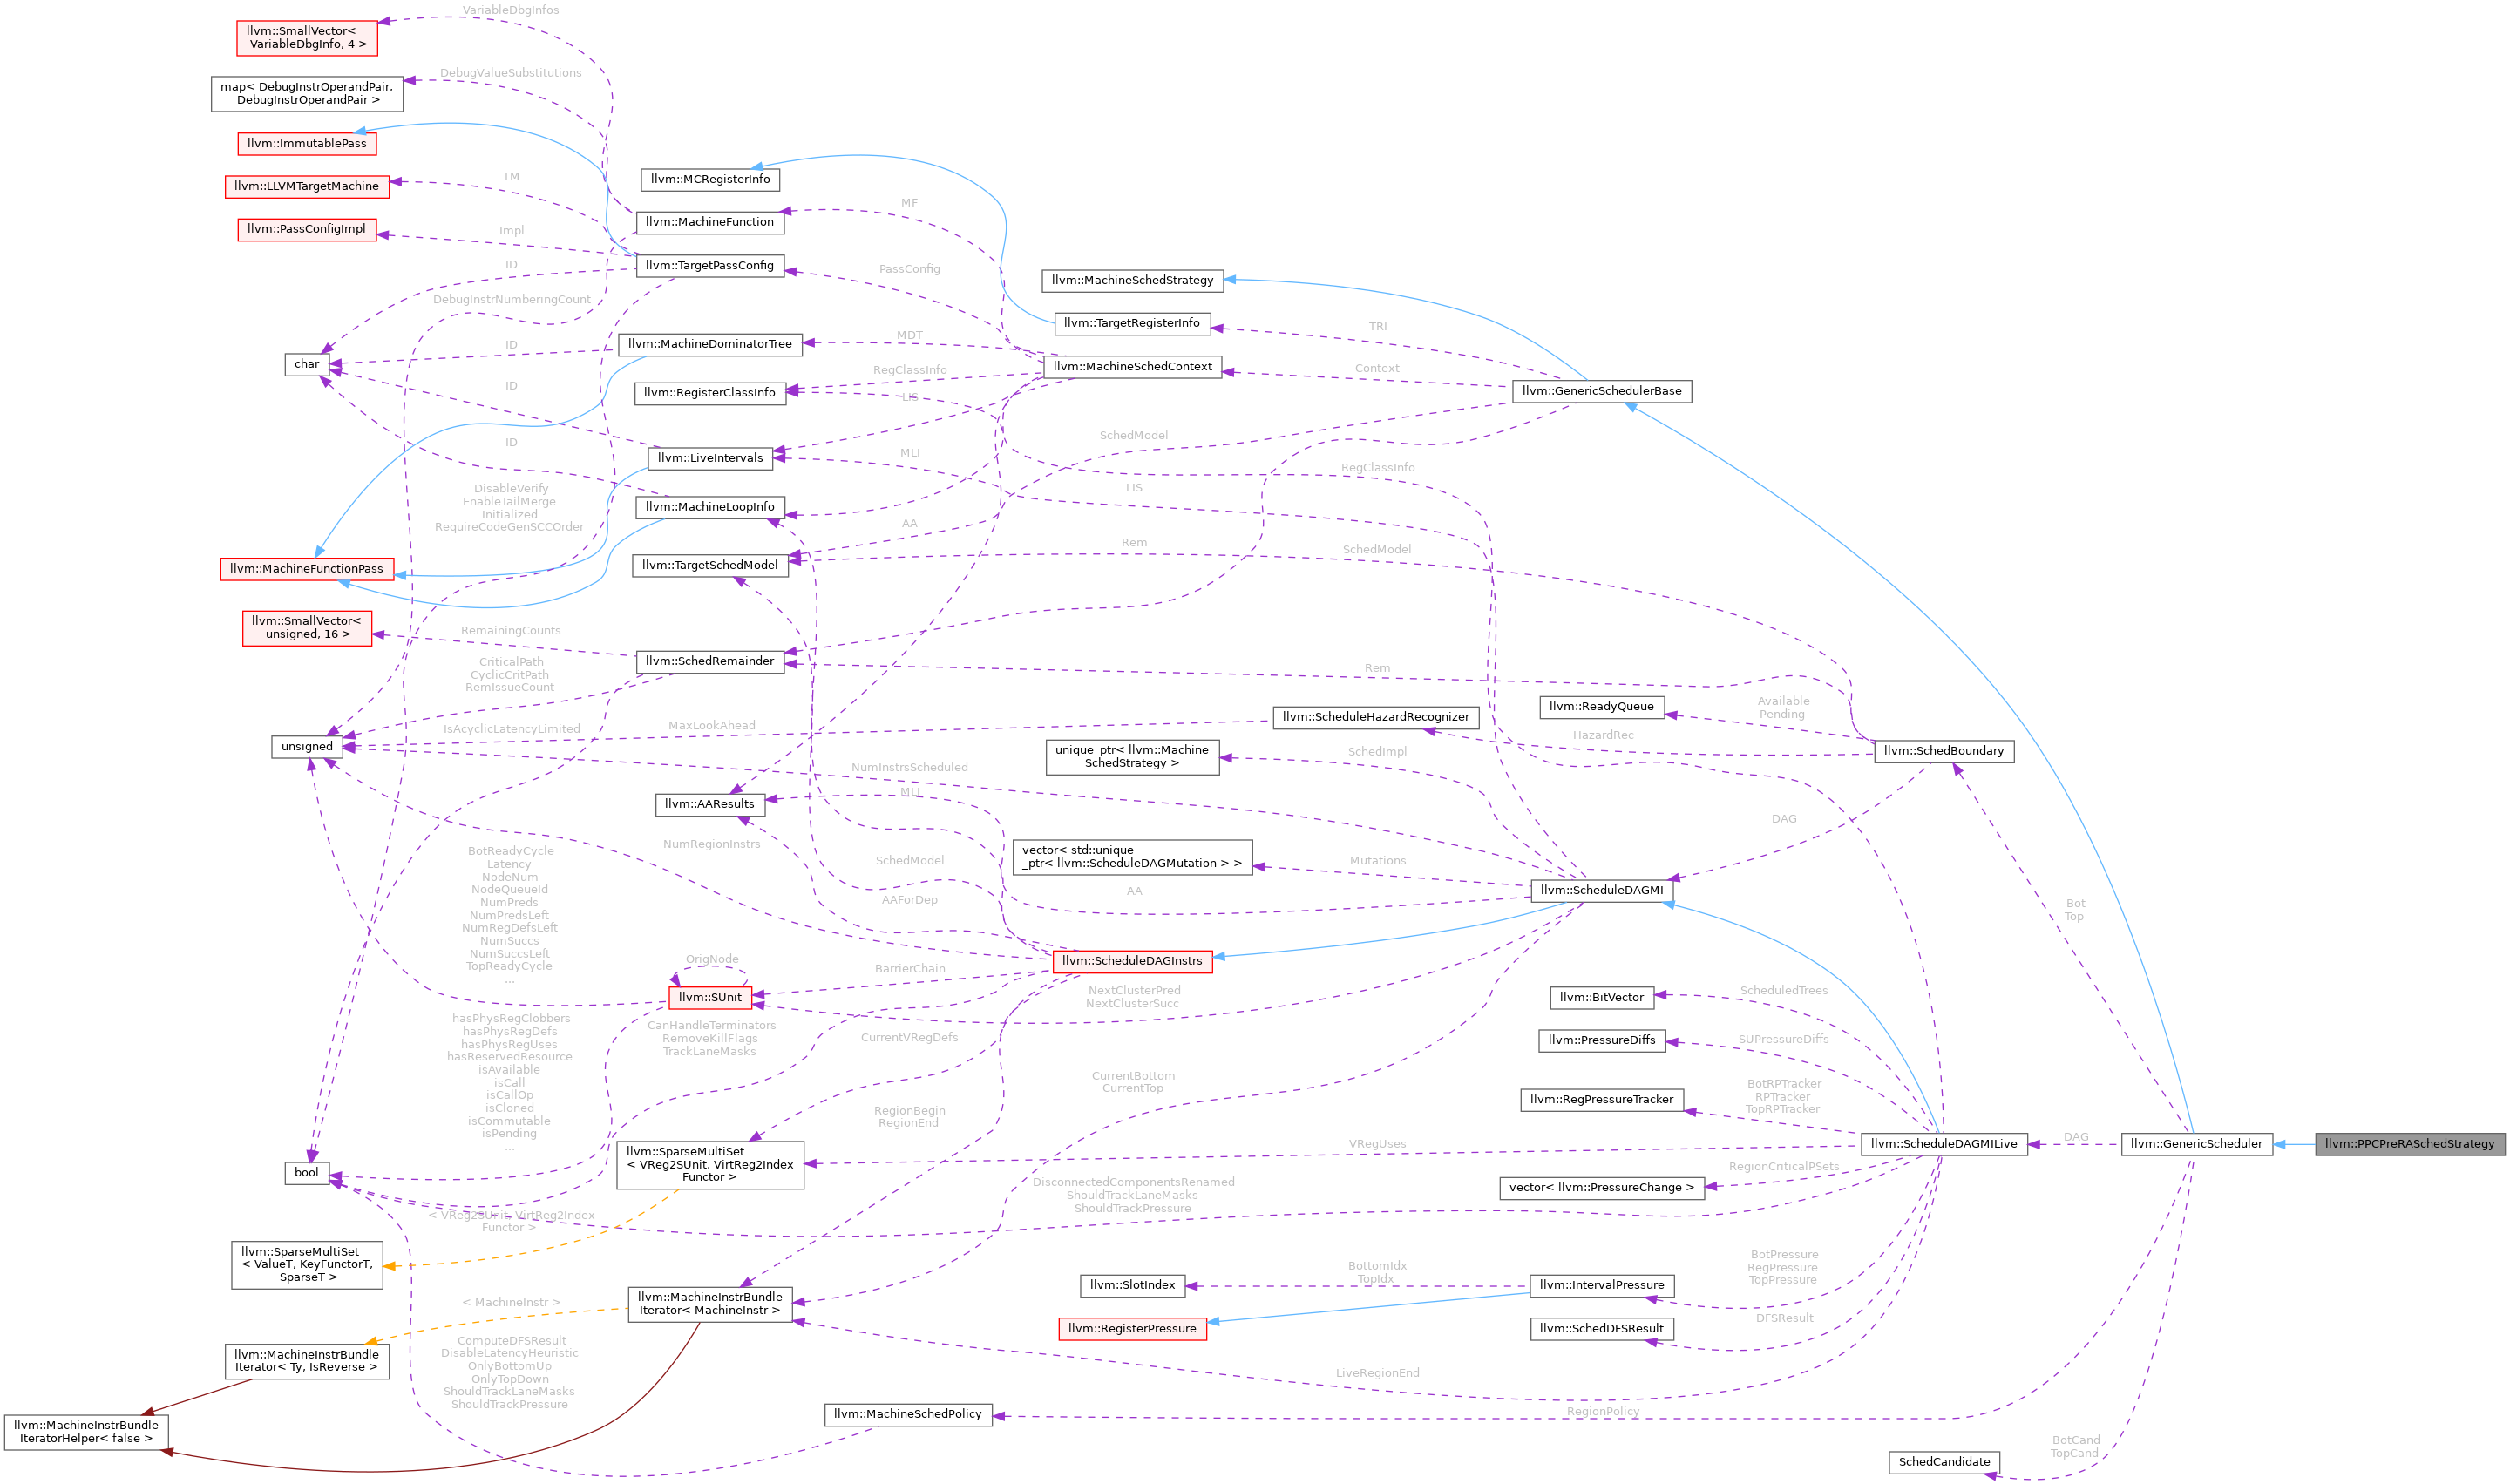 VariableDbgInfos
llvm::SmallVector<
VariableDbgInfo, 4 >
DebugValueSubstitutions
map< DebugInstrOperandPair,
DebugInstrOperandPair >
llvm::ImmutablePass
llvm::LLVMTargetMachine
TM
llvm::PassConfigImpl
Impl
ID
DebugInstrNumberingCount
char
ID
ID
ID
DisableVerify
EnableTailMerge
Initialized
RequireCodeGenSCCOrder
llvm::MachineFunctionPass
llvm::SmallVector<
unsigned, 16 >
RemainingCounts
CriticalPath
CyclicCritPath
RemIssueCount
IsAcyclicLatencyLimited
unsigned
BotReadyCycle
Latency
NodeNum
NodeQueueId
NumPreds
NumPredsLeft
NumRegDefsLeft
NumSuccs
NumSuccsLeft
TopReadyCycle
...
hasPhysRegClobbers
hasPhysRegDefs
hasPhysRegUses
hasReservedResource
isAvailable
isCall
isCallOp
isCloned
isCommutable
isPending
...
bool
< VReg2SUnit, VirtReg2Index
Functor >
llvm::SparseMultiSet
< ValueT, KeyFunctorT,
SparseT >
< MachineInstr >
llvm::MachineInstrBundle
Iterator< Ty, IsReverse >
ComputeDFSResult
DisableLatencyHeuristic
OnlyBottomUp
OnlyTopDown
ShouldTrackLaneMasks
ShouldTrackPressure
...
llvm::MachineInstrBundle
IteratorHelper< false >
llvm::MCRegisterInfo
llvm::MachineFunction
llvm::TargetPassConfig
llvm::MachineDominatorTree
llvm::RegisterClassInfo
llvm::LiveIntervals
llvm::MachineLoopInfo
llvm::TargetSchedModel
llvm::SchedRemainder
MaxLookAhead
llvm::AAResults
NumRegionInstrs
OrigNode
llvm::SUnit
CanHandleTerminators
RemoveKillFlags
TrackLaneMasks
llvm::SparseMultiSet
< VReg2SUnit, VirtReg2Index
Functor >
llvm::MachineInstrBundle
Iterator< MachineInstr >
MF
PassConfig
MDT
RegClassInfo
LIS
MLI
AA
NumInstrsScheduled
MLI
SchedModel
AAForDep
BarrierChain
CurrentVRegDefs
RegionBegin
RegionEnd
llvm::MachineSchedPolicy
llvm::MachineSchedStrategy
llvm::TargetRegisterInfo
llvm::MachineSchedContext
SchedModel
LIS
Rem
llvm::ScheduleHazardRecognizer
unique_ptr< llvm::Machine
SchedStrategy >
vector< std::unique
_ptr< llvm::ScheduleDAGMutation > >
AA
llvm::ScheduleDAGInstrs
NextClusterPred
NextClusterSucc
CurrentBottom
CurrentTop
DisconnectedComponentsRenamed
ShouldTrackLaneMasks
ShouldTrackPressure
llvm::SlotIndex
llvm::RegisterPressure
TRI
Context
RegClassInfo
SchedModel
Rem
SchedImpl
Mutations
VRegUses
BottomIdx
TopIdx
LiveRegionEnd
llvm::GenericSchedulerBase
llvm::ReadyQueue
HazardRec
llvm::ScheduleDAGMI
llvm::BitVector
llvm::PressureDiffs
llvm::RegPressureTracker
vector< llvm::PressureChange >
llvm::IntervalPressure
llvm::SchedDFSResult
RegionPolicy
Available
Pending
DAG
ScheduledTrees
SUPressureDiffs
BotRPTracker
RPTracker
TopRPTracker
RegionCriticalPSets
BotPressure
RegPressure
TopPressure
DFSResult
llvm::SchedBoundary
llvm::ScheduleDAGMILive
SchedCandidate
Bot
Top
DAG
BotCand
TopCand
llvm::GenericScheduler
llvm::PPCPreRASchedStrategy